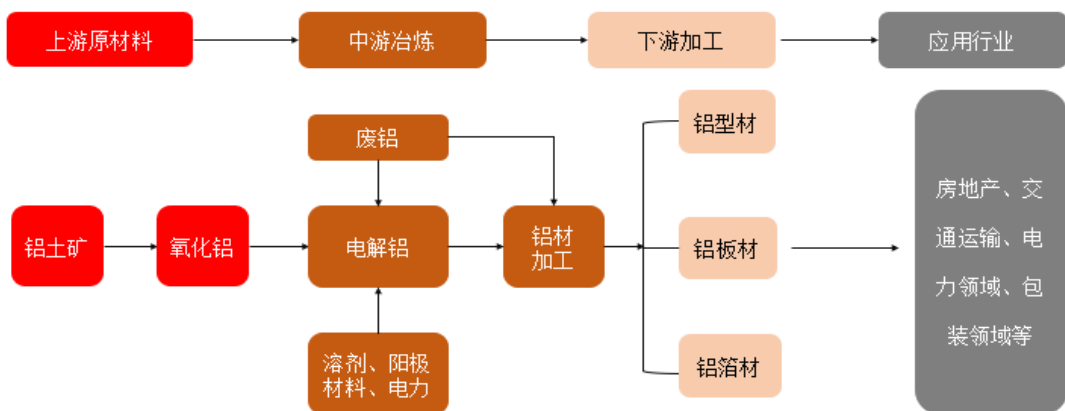 上游原材料
中游冶炼
下游加工
应用行业
废铝
铝型材
铝土矿
氧化铝
电解铝
铝材
加工
铝板材
房地产、交
通运输、电
力领域、包
装领域等
溶剂、阳极
材料、电力
铝箔材